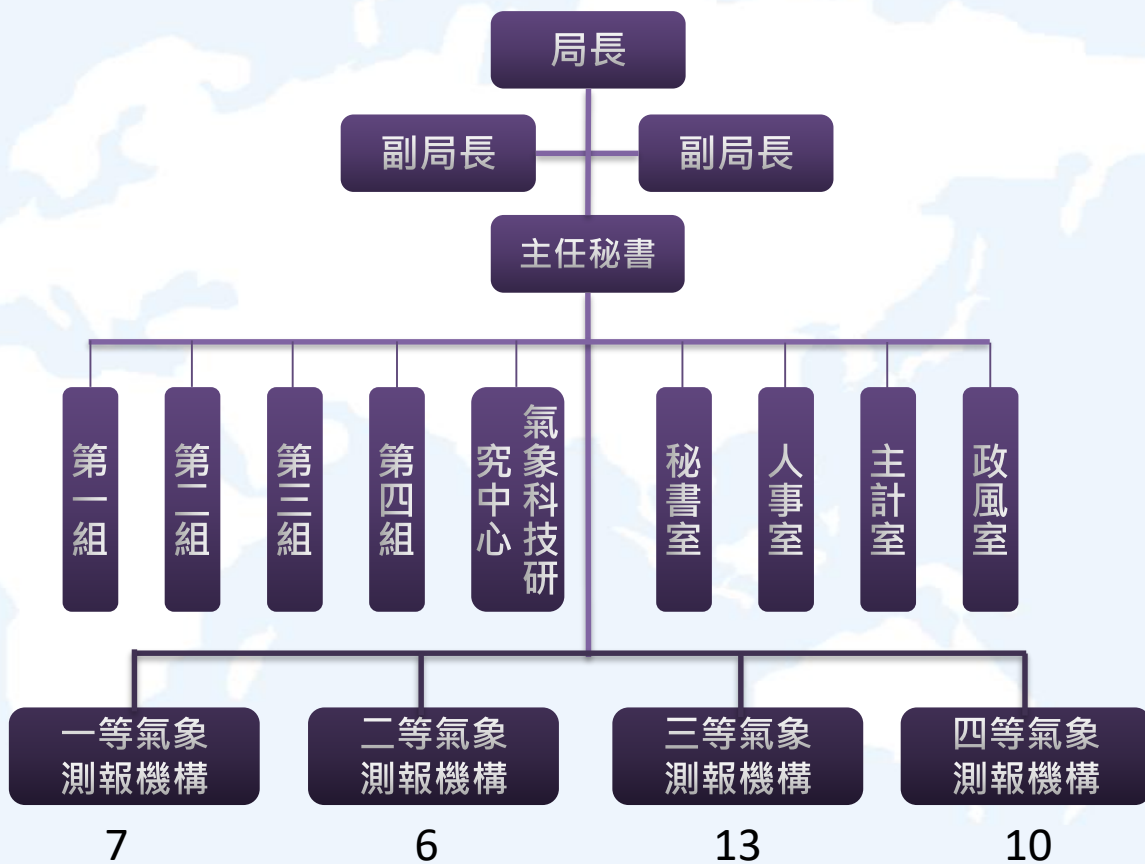 局長
副局長
副局長
主任秘書
第一組
第二組
第三組
第四組
氣象科技研
究中心
秘書室
人事室
主計室
政風室
一等氣象
測報機構
二等氣象
測報機構
三等氣象
測報機構
四等氣象
測報機構
7
6
13
10